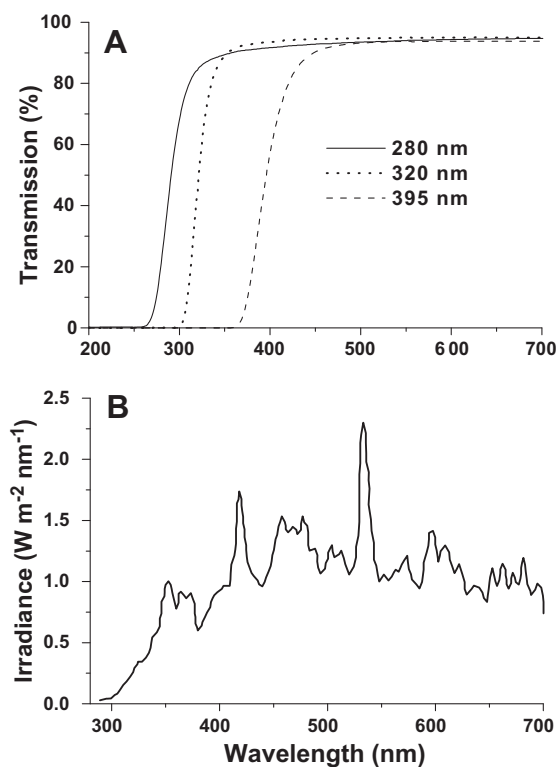 A
100
80
60
40
20
0
Transmission (%)
280 nm
320 nm
395 nm
200 300 400 500 600 700
B
2.5
2.0
1.5
1.0
0.5
0.0
Irradiance (W m-2 nm-1)
300 400 500 600 700
Wavelength (nm)